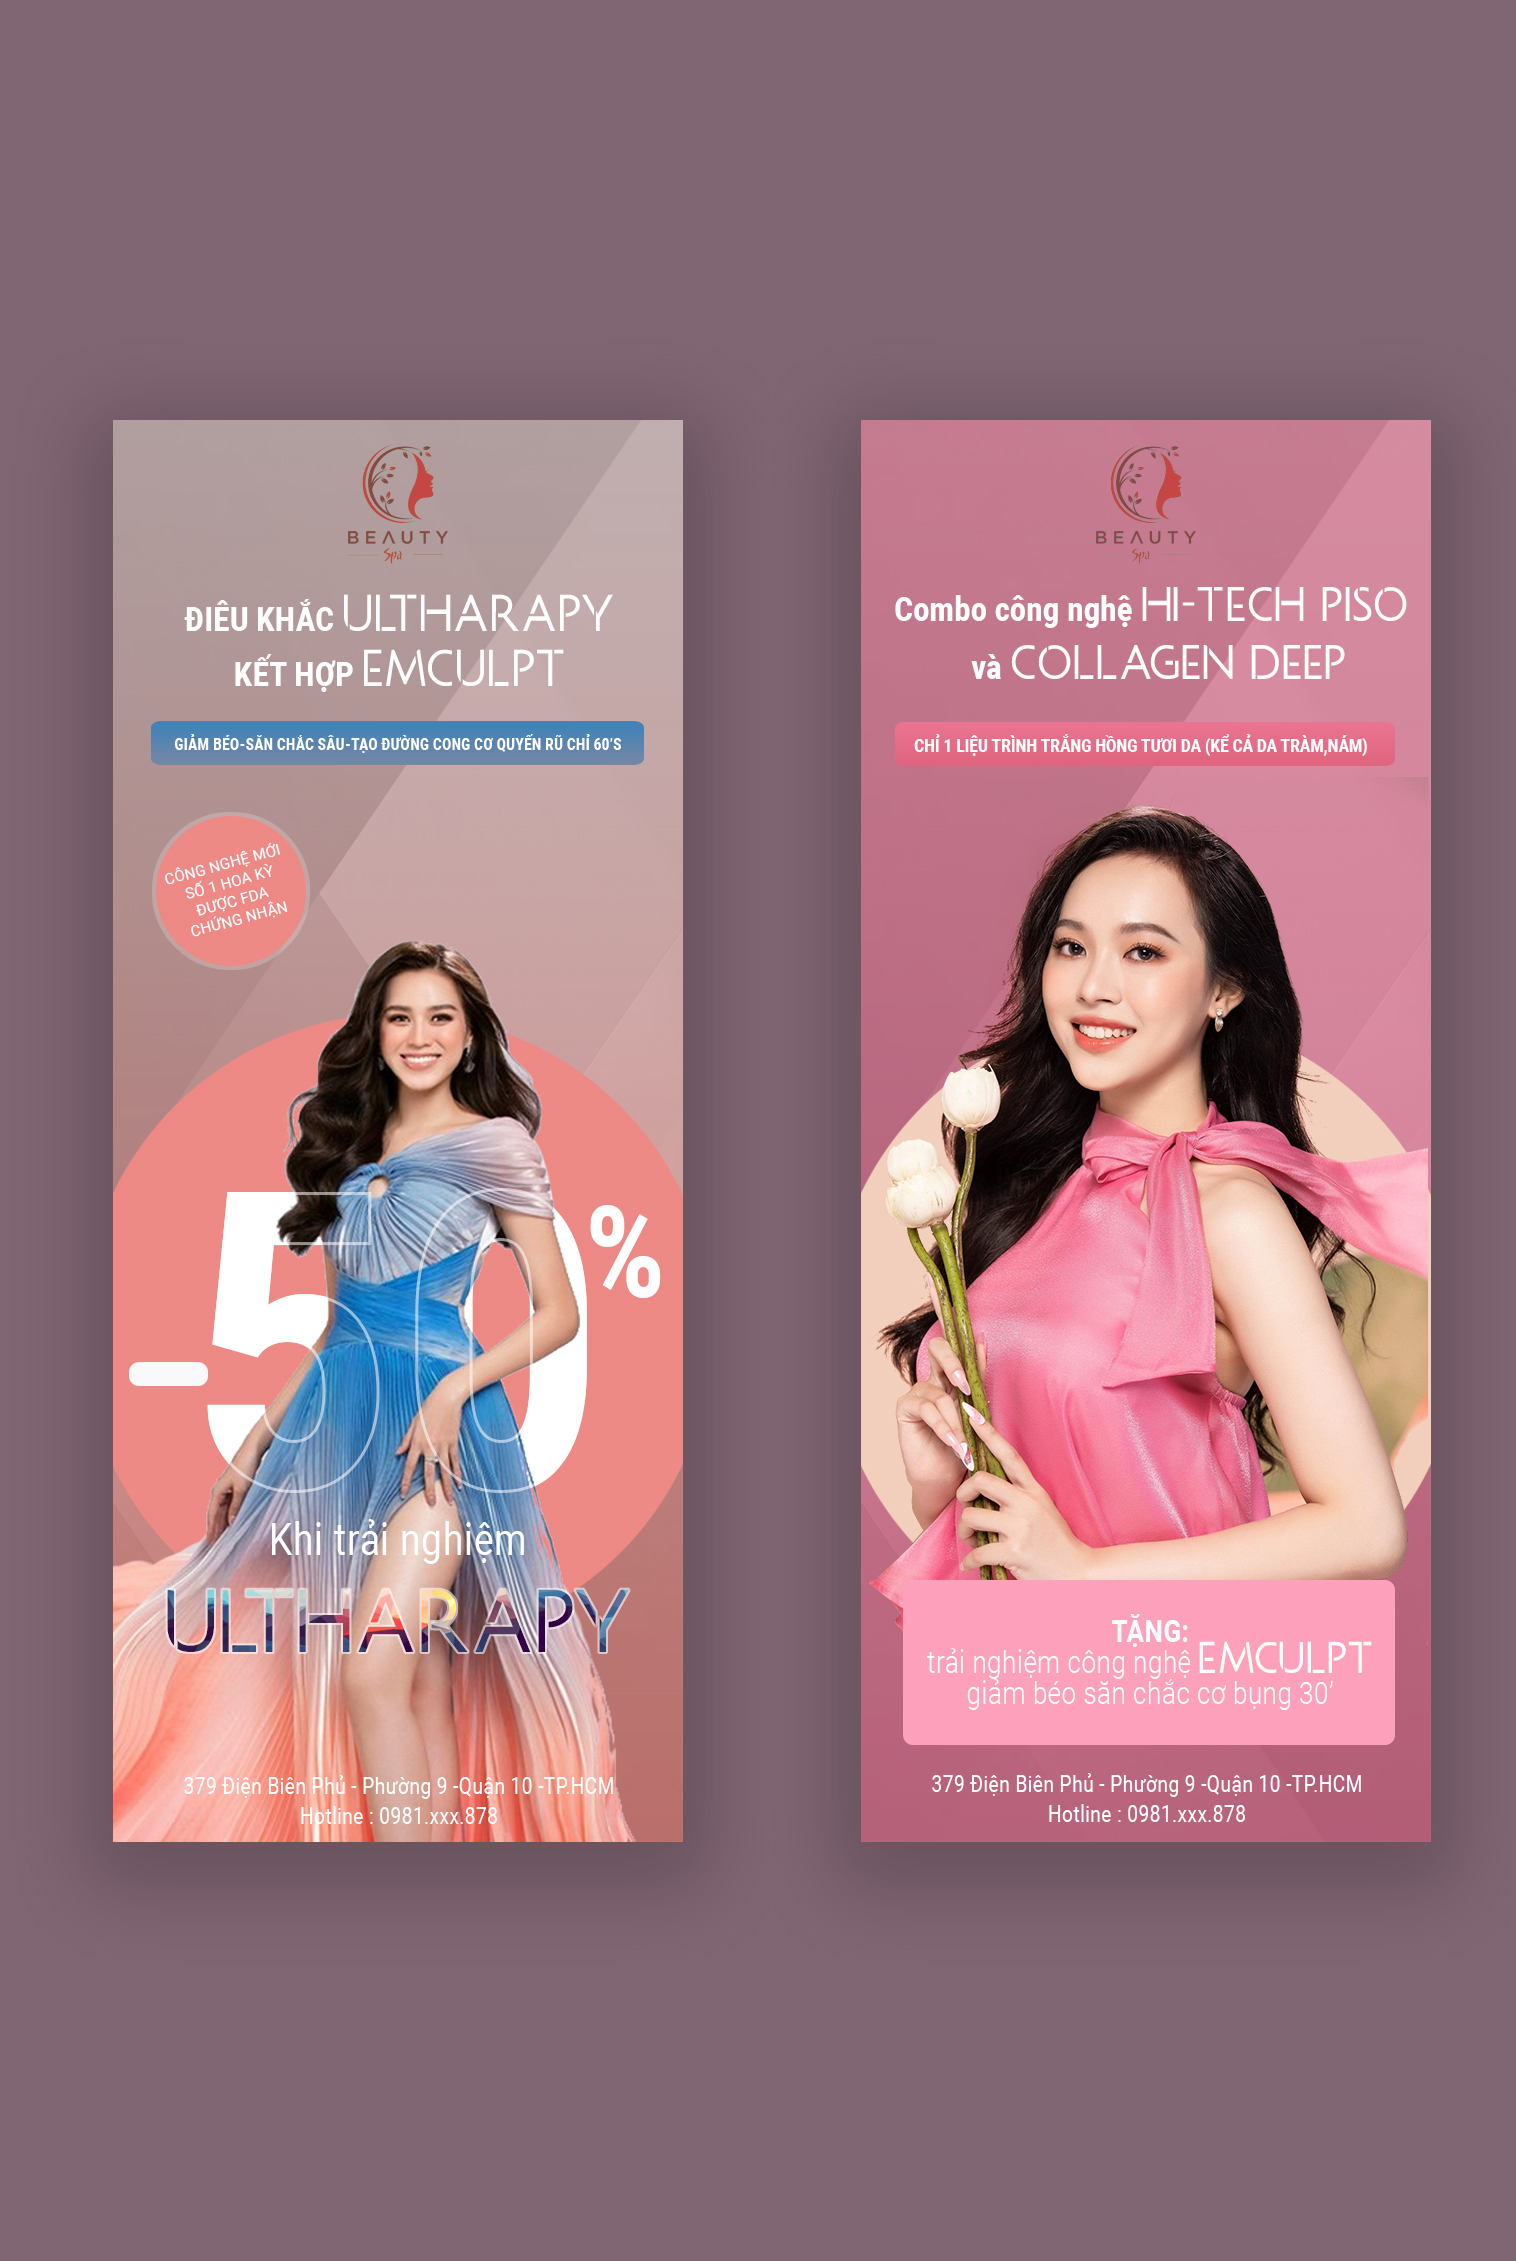 BEAUTY
Spa
ĐIÊU KHẮC ULTHARAPY
KẾT HỢP EMCULPT
GIẢM BÉO-SĂN CHẮC SÂU-TẠO ĐƯỜNG CONG CƠ QUYẾN RŨ CHỈ 60'S
CÔNG NGHỆ MỚI
SỐ 1 HOA KỲ
ĐƯỢC FDA
CHỨNG NHẬN
-50%
Khi trải nghiệm
ULTHARAPY
379 Điện Biên Phủ - Phường 9 -Quận 10 -TP.HCM
Hotline : 0981.xxx.878
BEAUTY
Spa
Combo công nghệ HI-TECH PISO
và COLLAGEN DEEP
CHỈ 1 LIỆU TRÌNH TRẮNG HỒNG TƯƠI DA (KỂ CẢ DA TRÀM,NÁM)
TẶNG:
trải nghiệm công nghệ EMCULPT
giảm béo săn chắc cơ bụng 30’
379 Điện Biên Phủ - Phường 9 -Quận 10 -TP.HCM
Hotline : 0981.xxx.878